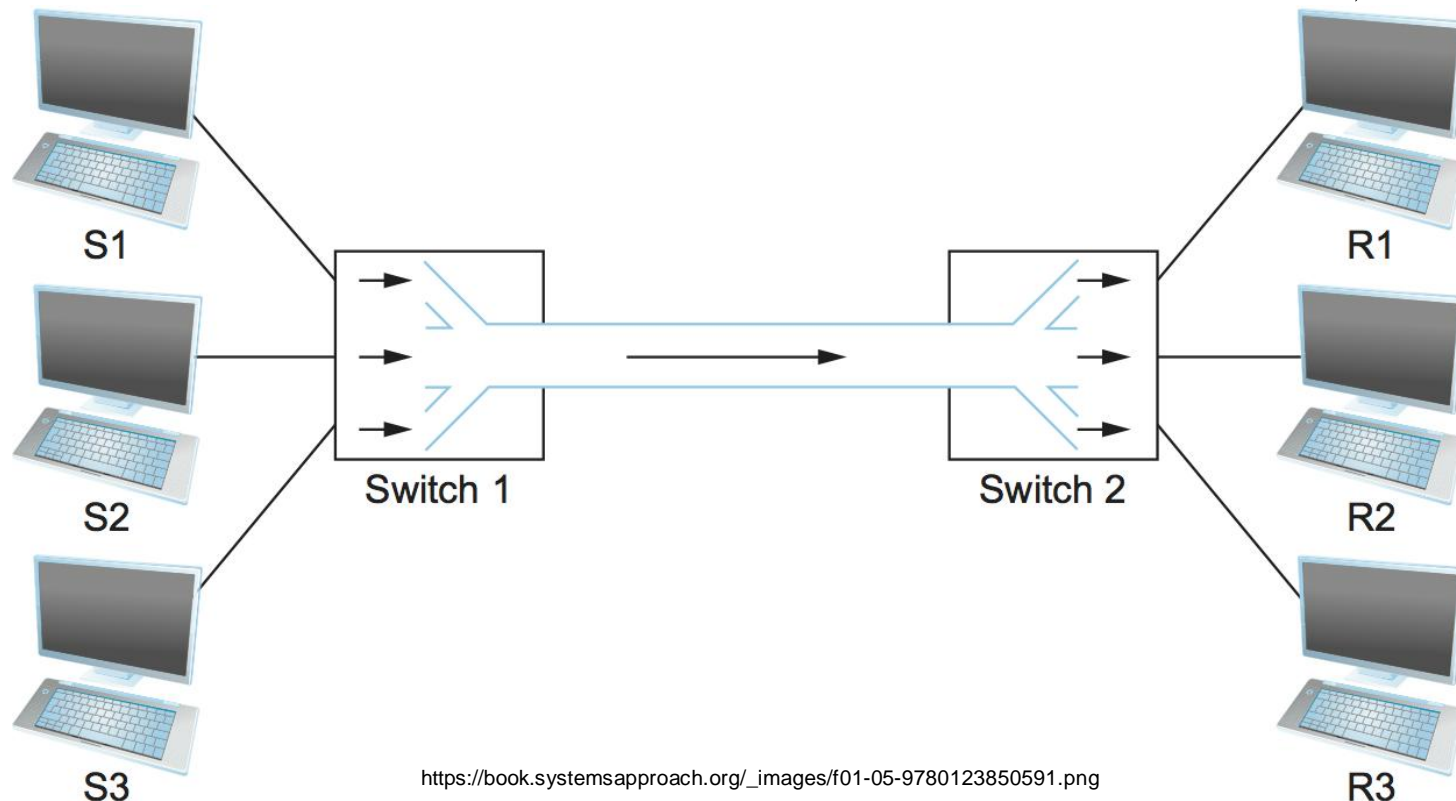 S1
R1
S2
Switch 1
Switch 2
R2
S3
https://book.systemsapproach.org/_images/f01-05-9780123850591.png
R3